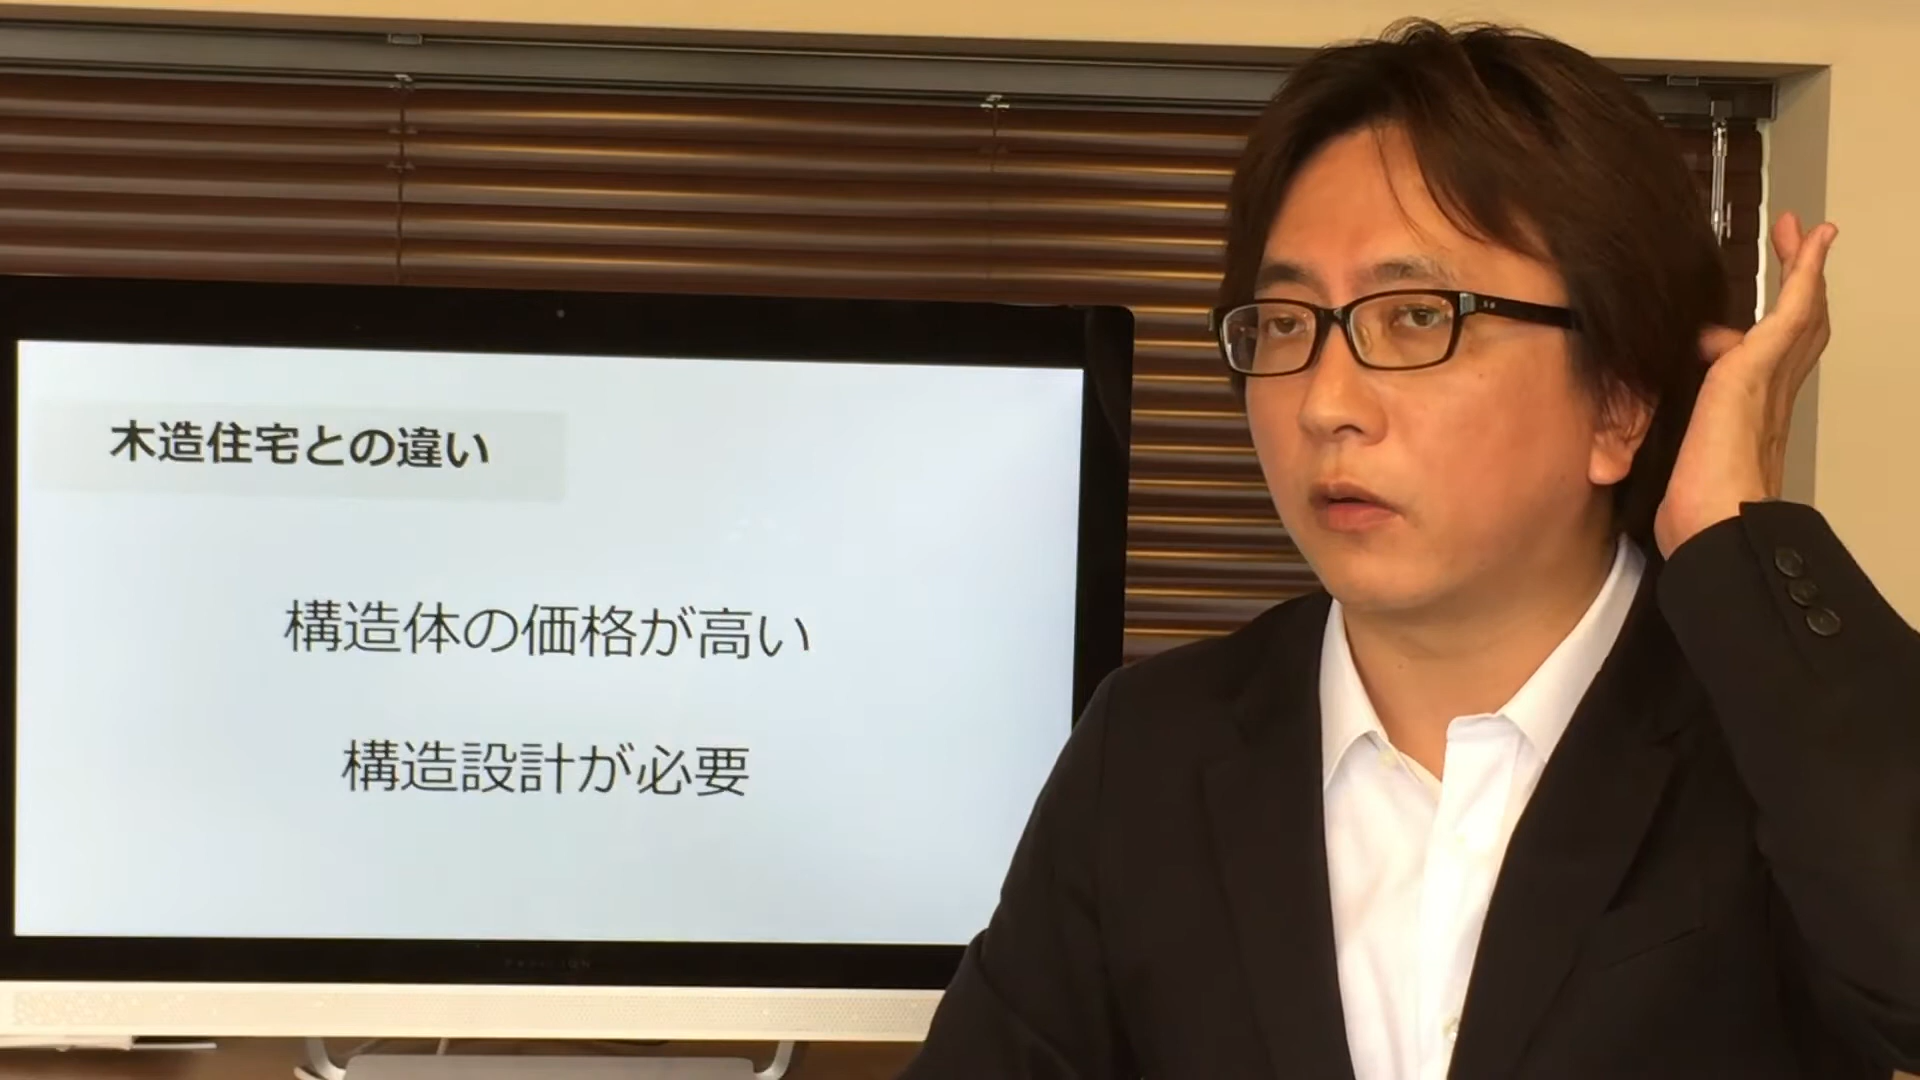 木造住宅との違い
構造体の価格が高い
構造設計が必要